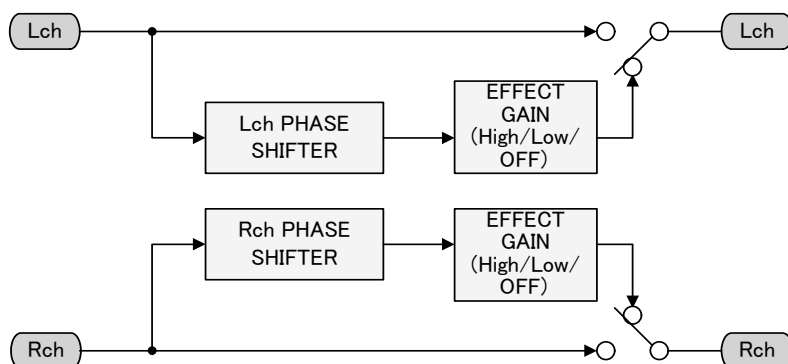 Lch
Lch
Lch PHASE
SHIFTER
EFFECT
GAIN
(High/Low/
OFF)
Rch PHASE
SHIFTER
EFFECT
GAIN
(High/Low/
OFF)
Rch
Rch